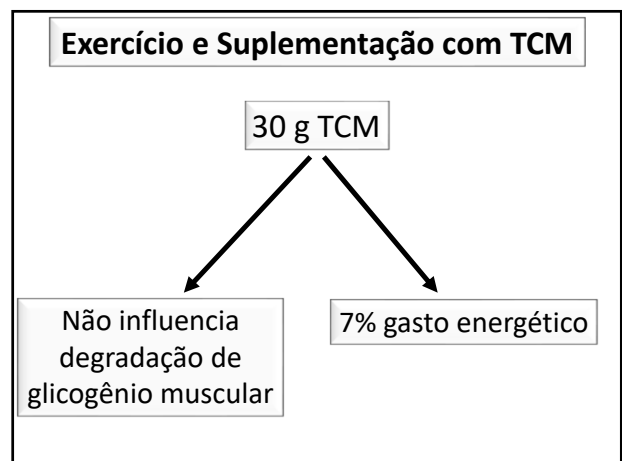 Exercício e Suplementação com TCM
30 g TCM
Não influencia
degradação de
glicogênio muscular
7% gasto energético